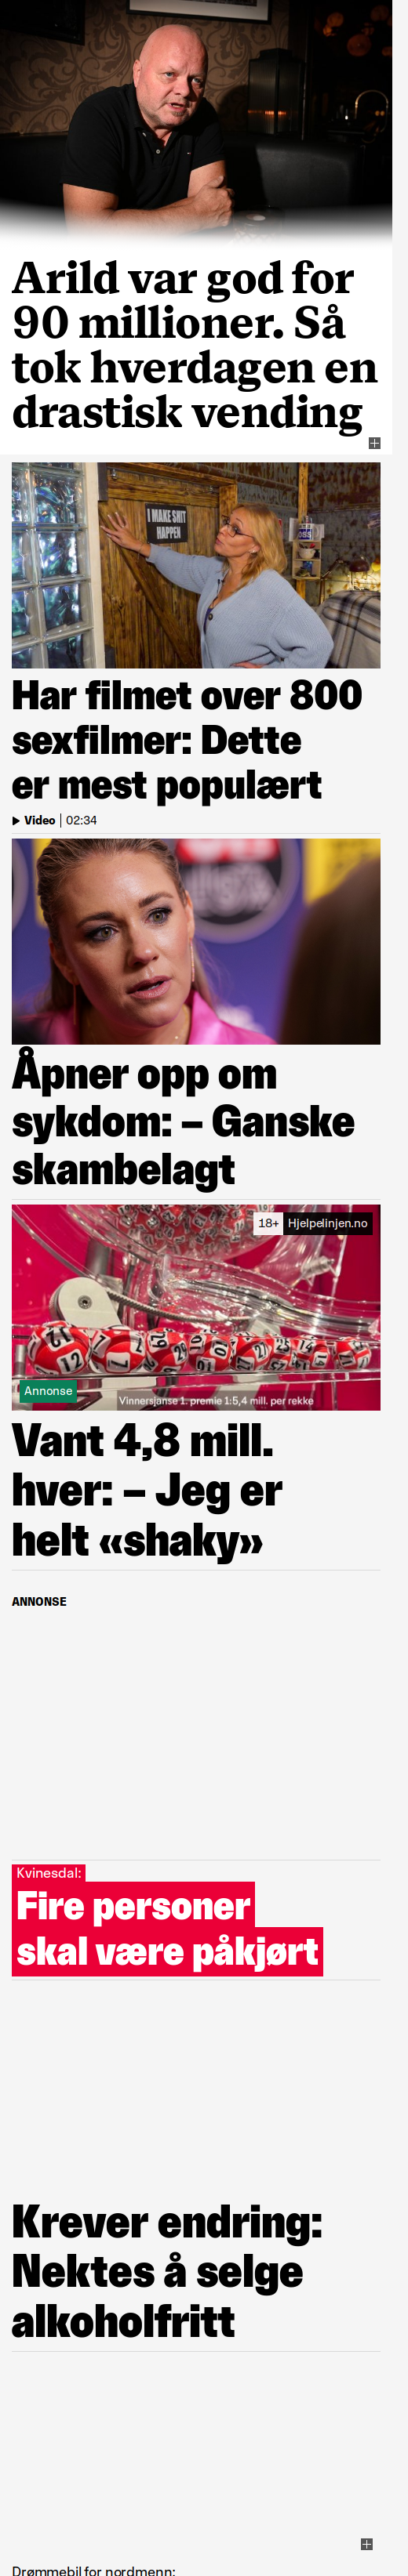 Arild var god for
90 millioner. Så
tok hverdagen en
drastisk vending
I MAKE SHIT
HAPPEN
Har filmet over 800
sexfilmer: Dette
er mest populært
Video | 02:34
Åpner opp om
sykdom: – Ganske
skambelagt
18+ Hjelpelinjen.no
Annonse
Vinnersjanse 1. premie 1:5,4 mill. per rekke
Vant 4,8 mill.
hver: – Jeg er
helt «shaky»
ANNONSE
Kvinesdal:
Fire personer
skal være påkjørt
Krever endring:
Nektes å selge
alkoholfritt
Drømmebil for nordmenn: